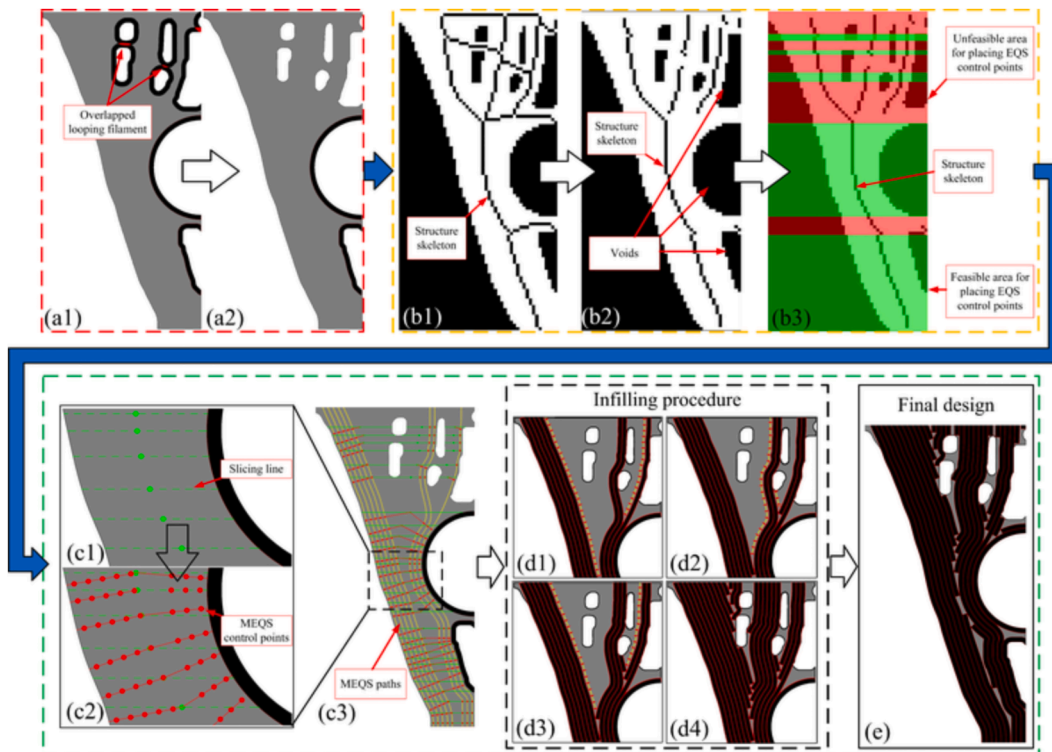 Overlapped
looping filament
(a1)
(a2)
Structure
skeleton
(b1)
Structure
skeleton
Voids
(b2)
Unfeasible area
for placing EQS
control points
Structure
skeleton
Feasible area for
placing EQS
control points
(b3)
Slicing line
(c1)
MEQS
control points
(c2)
MEQS paths
(c3)
Infilling procedure
(d1)
(d2)
(d3)
(d4)
Final design
(e)